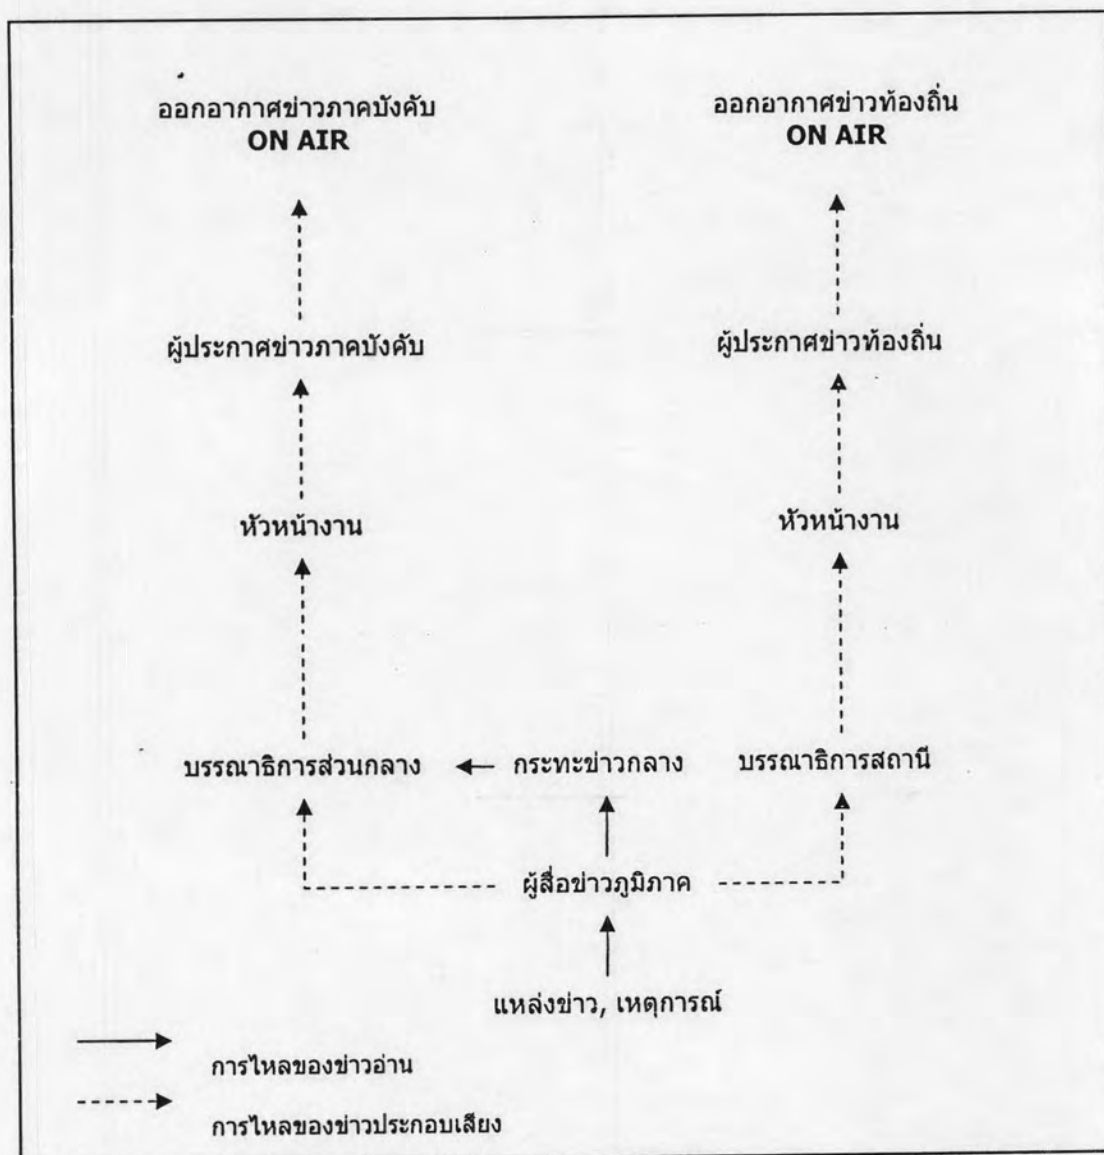 ออกอากาศข่าวภาคบังคับ
ON AIR
ออกอากาศข่าวท้องถิ่น
ON AIR
ผู้ประกาศข่าวภาคบังคับ
ผู้ประกาศข่าวท้องถิ่น
หัวหน้างาน
หัวหน้างาน
บรรณาธิการส่วนกลาง
กระทะข่าวกลาง
บรรณาธิการสถานี
ผู้สื่อข่าวภูมิภาค
แหล่งข่าว, เหตุการณ์
การไหลของข่าวอ่าน
การไหลของข่าวประกอบเสียง